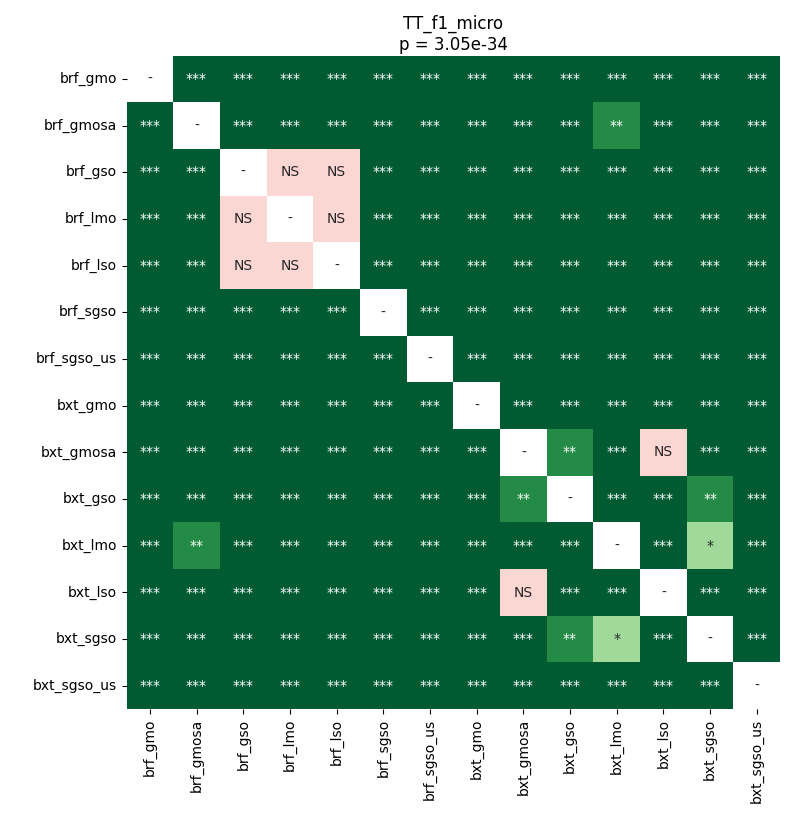 TT_f1_micro
p = 3.05e-34
brf_gmo - *** *** *** *** *** *** *** *** *** *** *** *** ***
brf_gmosa *** - *** *** *** *** *** *** *** *** ** *** *** ***
brf_gso *** *** - NS NS *** *** *** *** *** *** *** *** ***
brf_lmo *** *** NS - NS *** *** *** *** *** *** *** *** ***
brf_lso *** *** NS NS - *** *** *** *** *** *** *** *** ***
brf_sgso *** *** *** *** *** - *** *** *** *** *** *** *** ***
brf_sgso_us *** *** *** *** *** *** - *** *** *** *** *** *** ***
bxt_gmo *** *** *** *** *** *** *** - *** *** *** *** *** ***
bxt_gmosa *** *** *** *** *** *** *** *** - ** *** NS *** ***
bxt_gso *** *** *** *** *** *** *** *** ** - *** *** ** ***
bxt_lmo *** ** *** *** *** *** *** *** *** *** - *** * ***
bxt_lso *** *** *** *** *** *** *** *** NS *** *** - *** ***
bxt_sgso *** *** *** *** *** *** *** *** *** ** * *** - ***
bxt_sgso_us *** *** *** *** *** *** *** *** *** *** *** *** *** -
brf_gmo
brf_gmosa
brf_gso
brf_lmo
brf_lso
brf_sgso
brf_sgso_us
bxt_gmo
bxt_gmosa
bxt_gso
bxt_lmo
bxt_lso
bxt_sgso
bxt_sgso_us